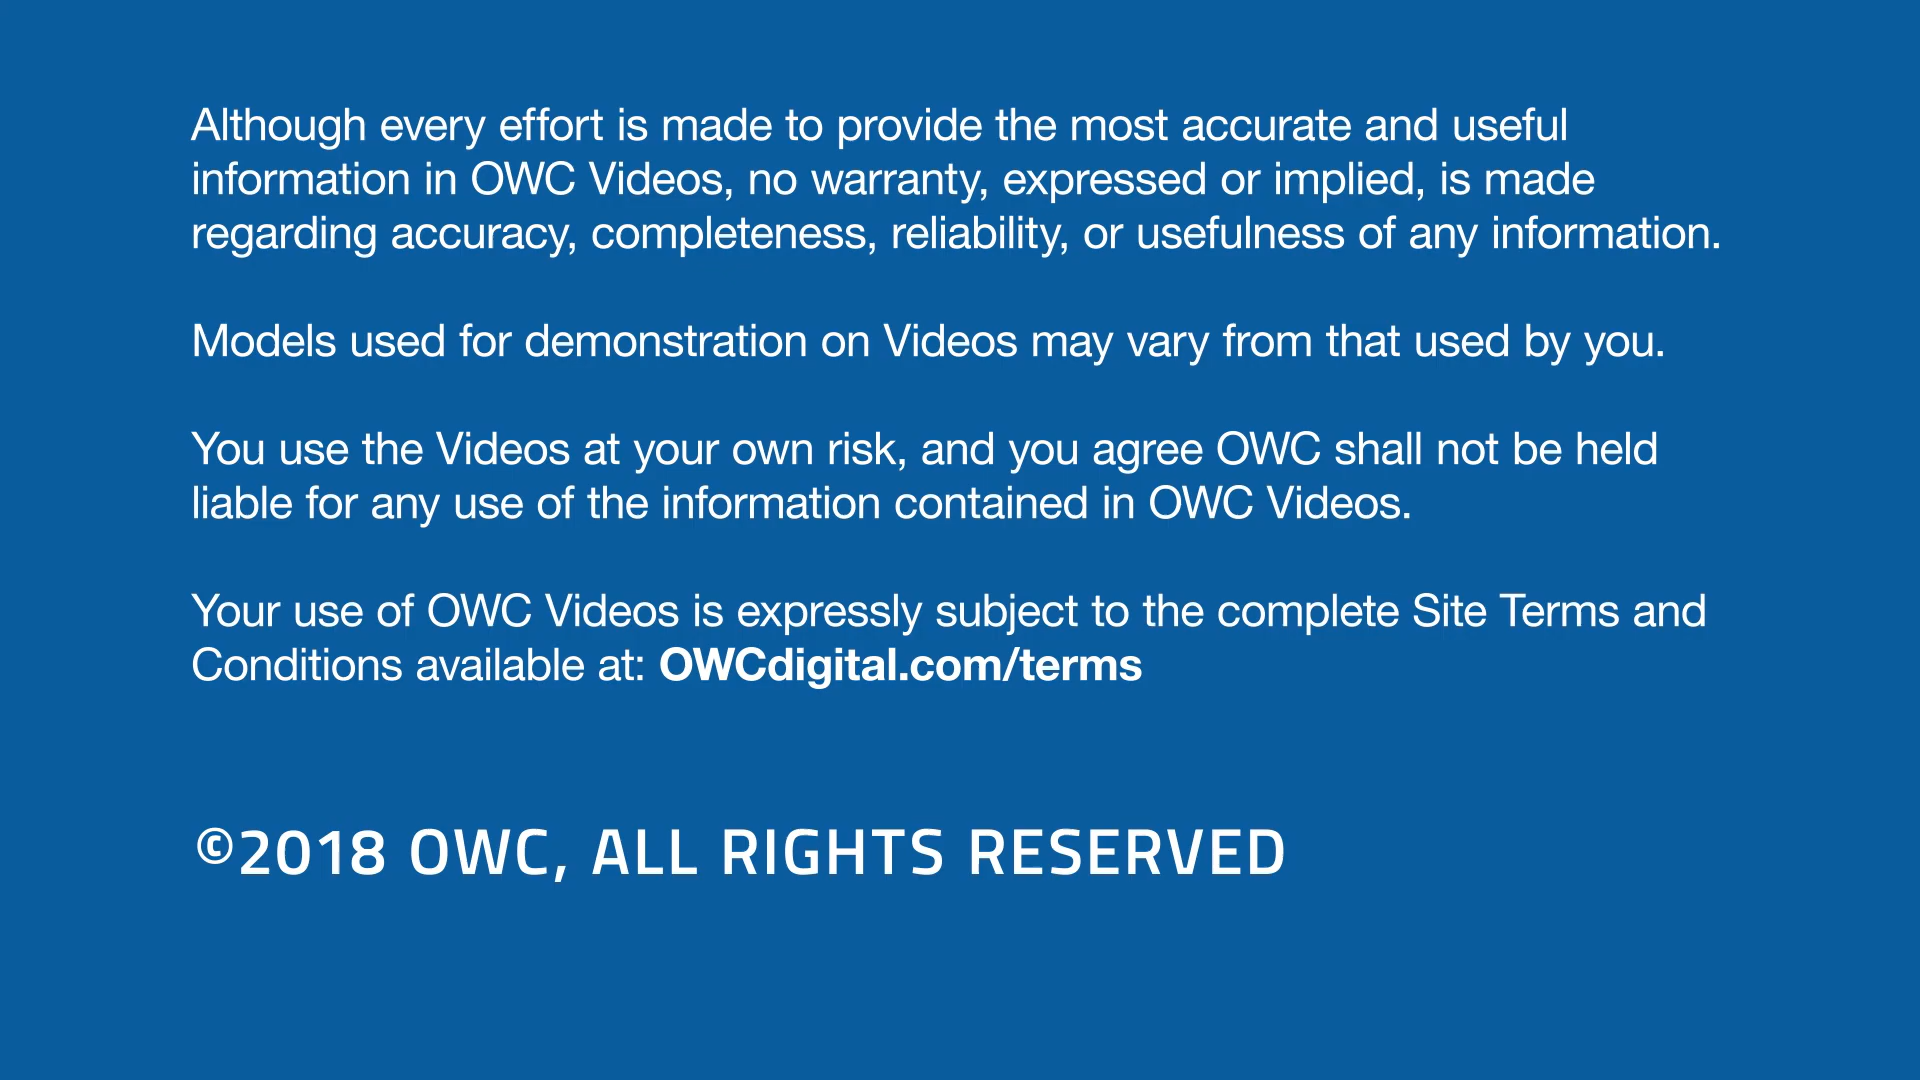 Although every effort is made to provide the most accurate and useful
information in OWC Videos, no warranty, expressed or implied, is made
regarding accuracy, completeness, reliability, or usefulness of any information.
Models used for demonstration on Videos may vary from that used by you.
You use the Videos at your own risk, and you agree OWC shall not be held
liable for any use of the information contained in OWC Videos.
Your use of OWC Videos is expressly subject to the complete Site Terms and
Conditions available at: OWCdigital.com/terms
©2018 OWC, ALL RIGHTS RESERVED